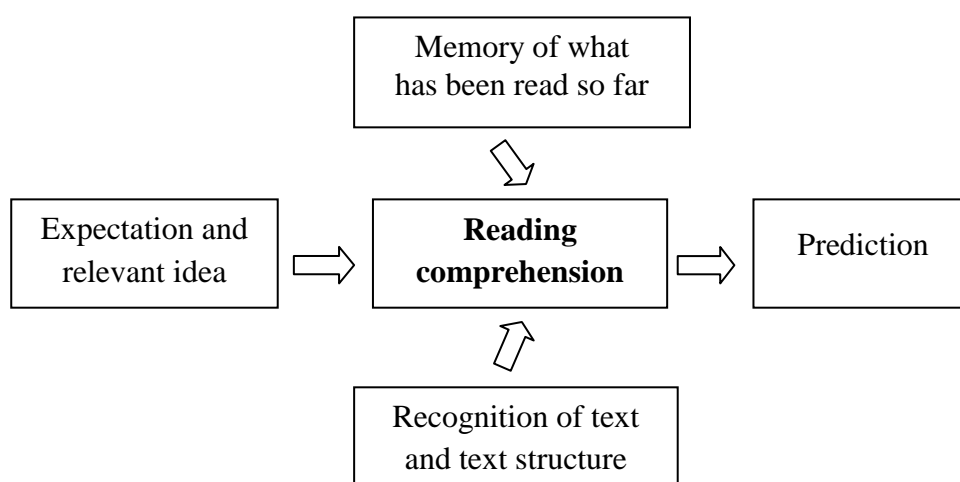 Memory of what
has been read so far
Expectation and
relevant idea
Reading
comprehension
Prediction
Recognition of text
and text structure